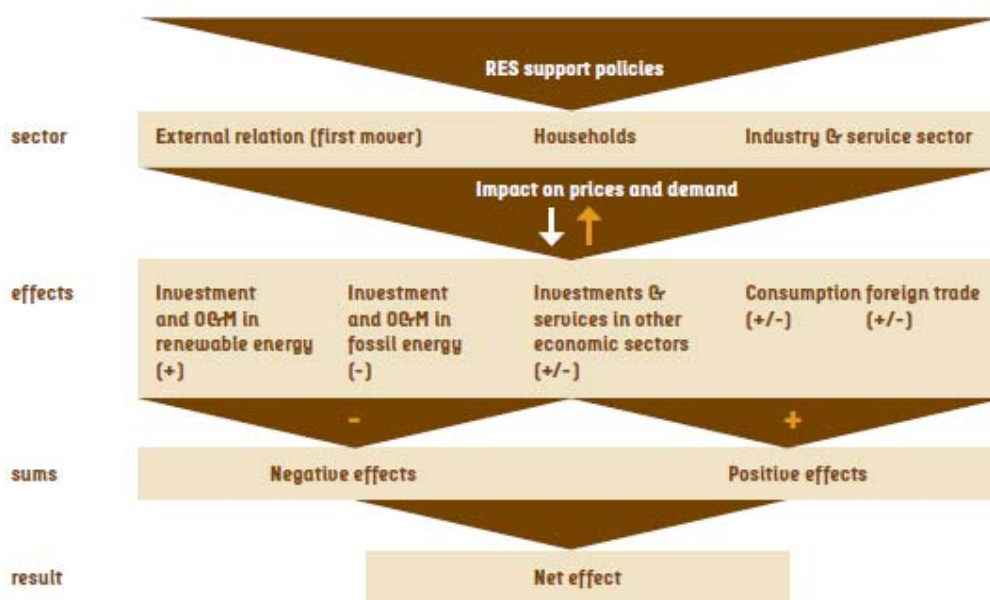 RES support policies
sector
External relation (first mover)
Households
Industry & service sector
Impact on prices and demand
effects
Investment
and O&M in
renewable energy
(+)
Investment
and O&M in
fossil energy
(-)
Investments &
services in other
economic sectors
(+/-)
Consumption foreign trade
(+/-) (+/-)
-
+
sums
Negative effects
Positive effects
result
Net effect